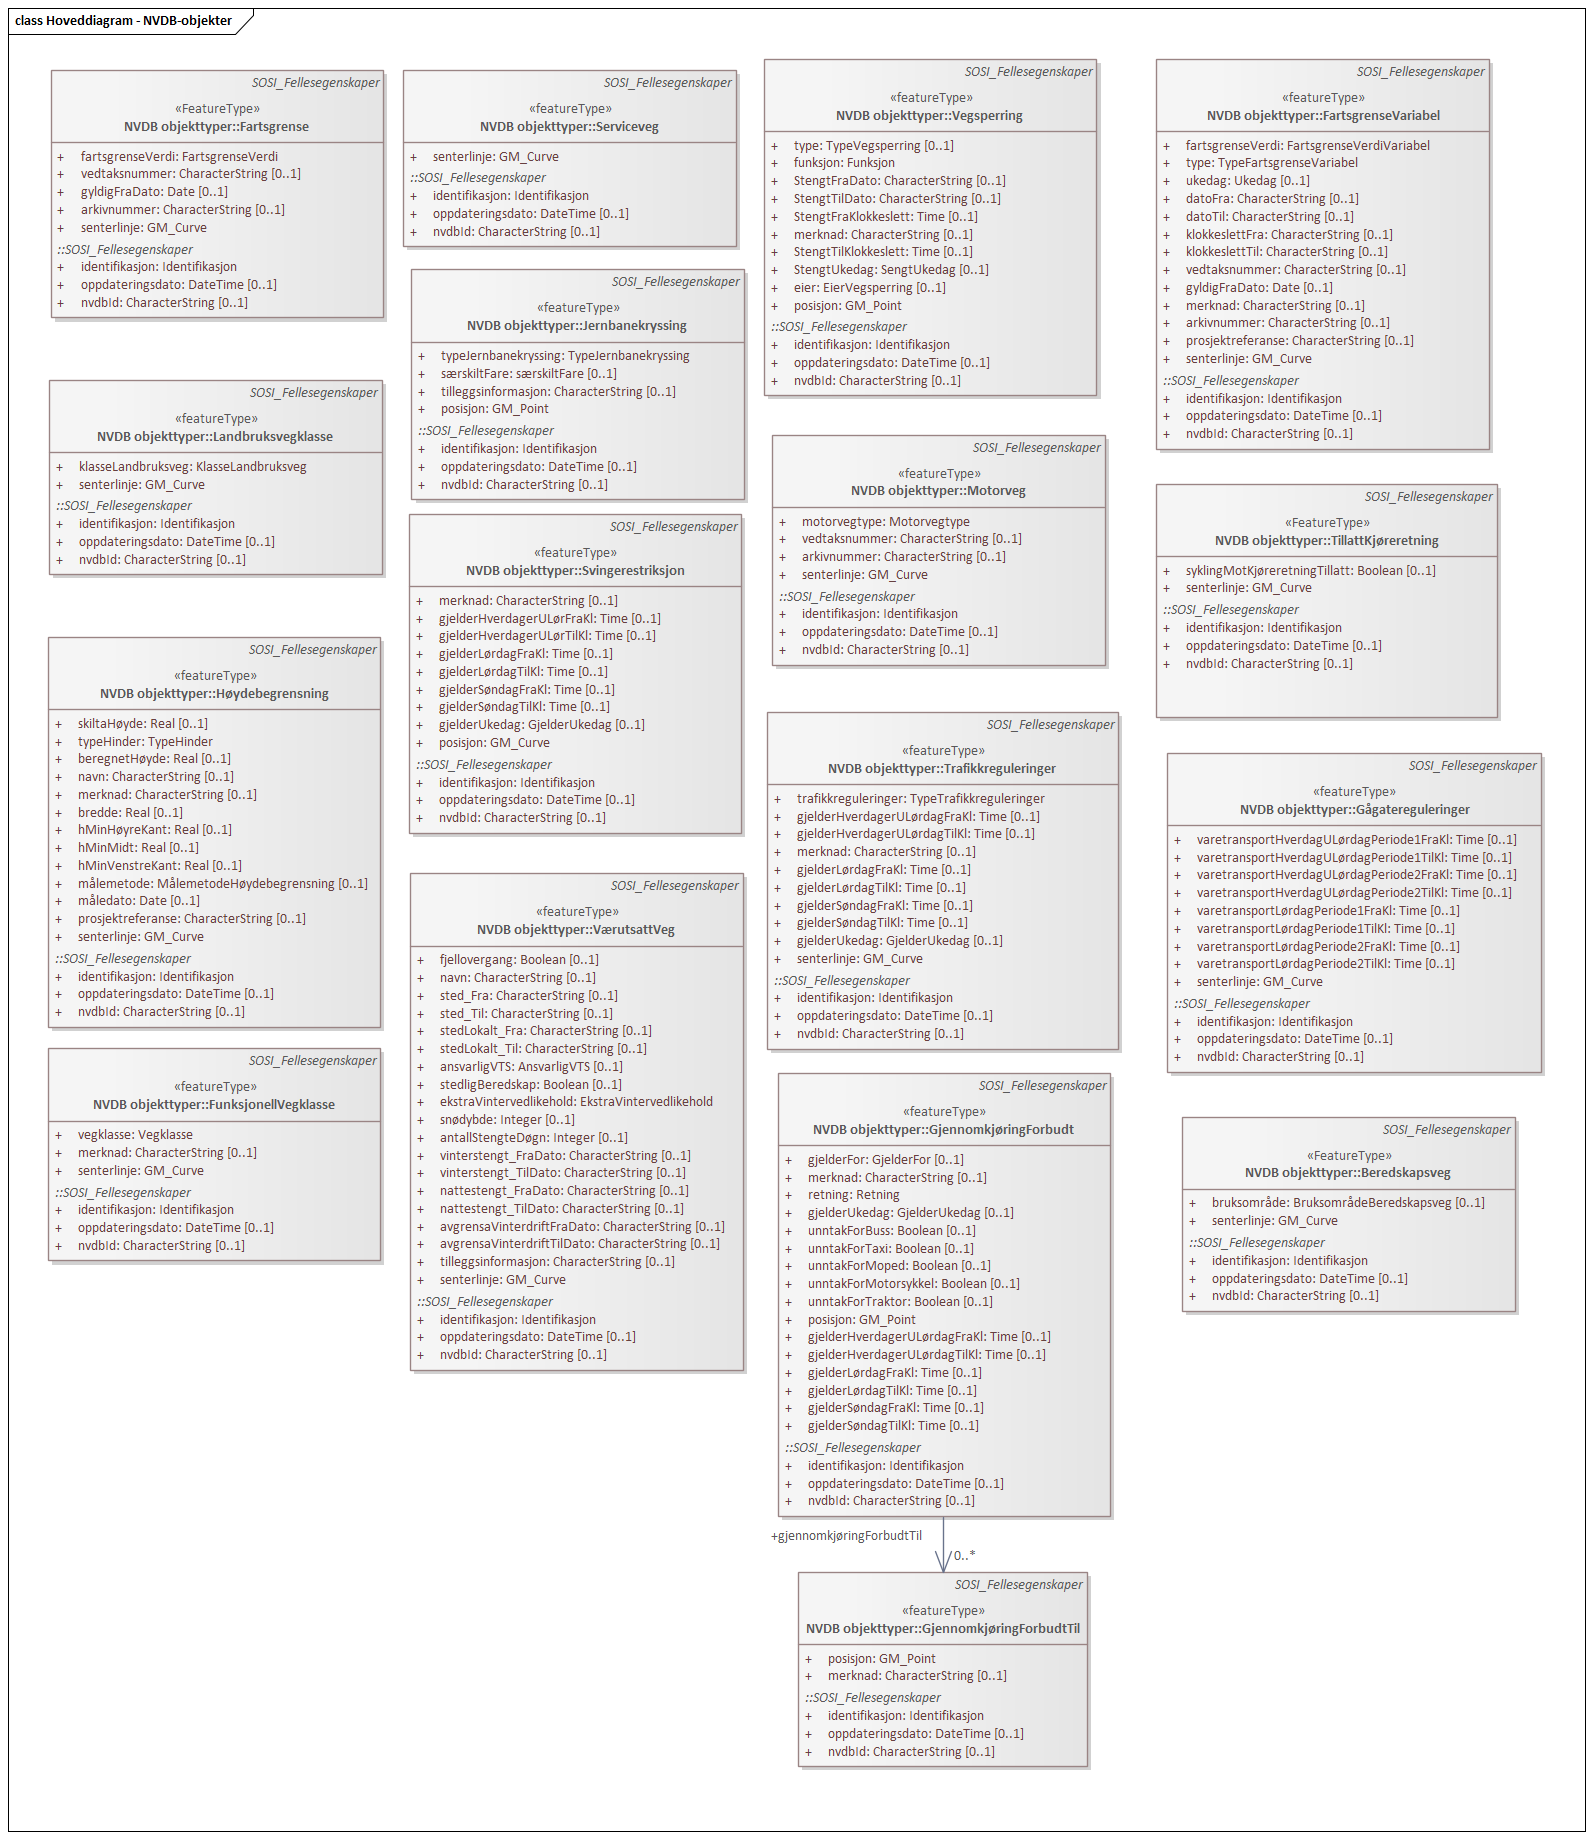 class Hoveddiagram - NVDB-objekter
SOSI_Fellesegenskaper
«FeatureType»
NVDB objekttyper::Fartsgrense
+ fartsgrenseVerdi: FartsgrenseVerdi
+ vedtaksnummer: CharacterString [0..1]
+ gyldigFraDato: Date [0..1]
+ arkivnummer: CharacterString [0..1]
+ senterlinje: GM_Curve
::SOSI_Fellesegenskaper
+ identifikasjon: Identifikasjon
+ oppdateringsdato: DateTime [0..1]
+ nvdbId: CharacterString [0..1]
SOSI_Fellesegenskaper
«featureType»
NVDB objekttyper::Landbruksvegklasse
+ klasseLandbruksveg: KlasseLandbruksveg
+ senterlinje: GM_Curve
::SOSI_Fellesegenskaper
+ identifikasjon: Identifikasjon
+ oppdateringsdato: DateTime [0..1]
+ nvdbId: CharacterString [0..1]
SOSI_Fellesegenskaper
«featureType»
NVDB objekttyper::Høydebegrensning
+ skiltaHøyde: Real [0..1]
+ typeHinder: TypeHinder
+ beregnetHøyde: Real [0..1]
+ navn: CharacterString [0..1]
+ merknad: CharacterString [0..1]
+ bredde: Real [0..1]
+ hMinHøyreKant: Real [0..1]
+ hMinMidt: Real [0..1]
+ hMinVenstreKant: Real [0..1]
+ målemetode: MålemetodeHøydebegrensning [0..1]
+ måledato: Date [0..1]
+ prosjektreferanse: CharacterString [0..1]
+ senterlinje: GM_Curve
::SOSI_Fellesegenskaper
+ identifikasjon: Identifikasjon
+ oppdateringsdato: DateTime [0..1]
+ nvdbId: CharacterString [0..1]
SOSI_Fellesegenskaper
«featureType»
NVDB objekttyper::FunksjonellVegklasse
+ vegklasse: Vegklasse
+ merknad: CharacterString [0..1]
+ senterlinje: GM_Curve
::SOSI_Fellesegenskaper
+ identifikasjon: Identifikasjon
+ oppdateringsdato: DateTime [0..1]
+ nvdbId: CharacterString [0..1]
SOSI_Fellesegenskaper
«featureType»
NVDB objekttyper::Serviceveg
+ senterlinje: GM_Curve
::SOSI_Fellesegenskaper
+ identifikasjon: Identifikasjon
+ oppdateringsdato: DateTime [0..1]
+ nvdbId: CharacterString [0..1]
SOSI_Fellesegenskaper
«featureType»
NVDB objekttyper::Jernbanekryssing
+ typeJernbanekryssing: TypeJernbanekryssing
+ særskiltFare: særskiltFare [0..1]
+ tilleggsinformasjon: CharacterString [0..1]
+ posisjon: GM_Point
::SOSI_Fellesegenskaper
+ identifikasjon: Identifikasjon
+ oppdateringsdato: DateTime [0..1]
+ nvdbId: CharacterString [0..1]
SOSI_Fellesegenskaper
«featureType»
NVDB objekttyper::Svingerestriksjon
+ merknad: CharacterString [0..1]
+ gjelderHverdagerULørFraKl: Time [0..1]
+ gjelderHverdagerULørTilKl: Time [0..1]
+ gjelderLørdagFraKl: Time [0..1]
+ gjelderLørdagTilKl: Time [0..1]
+ gjelderSøndagFraKl: Time [0..1]
+ gjelderSøndagTilKl: Time [0..1]
+ gjelderUkedag: GjelderUkedag [0..1]
+ posisjon: GM_Curve
::SOSI_Fellesegenskaper
+ identifikasjon: Identifikasjon
+ oppdateringsdato: DateTime [0..1]
+ nvdbId: CharacterString [0..1]
SOSI_Fellesegenskaper
«featureType»
NVDB objekttyper::VærutsattVeg
+ fjellovergang: Boolean [0..1]
+ navn: CharacterString [0..1]
+ sted_Fra: CharacterString [0..1]
+ sted_Til: CharacterString [0..1]
+ stedLokalt_Fra: CharacterString [0..1]
+ stedLokalt_Til: CharacterString [0..1]
+ ansvarligVTS: AnsvarligVTS [0..1]
+ stedligBeredskap: Boolean [0..1]
+ ekstraVintervedlikehold: EkstraVintervedlikehold
+ snødybde: Integer [0..1]
+ antallStengteDøgn: Integer [0..1]
+ vinterstengt_FraDato: CharacterString [0..1]
+ vinterstengt_TilDato: CharacterString [0..1]
+ nattestengt_FraDato: CharacterString [0..1]
+ nattestengt_TilDato: CharacterString [0..1]
+ avgrensaVinterdriftFraDato: CharacterString [0..1]
+ avgrensaVinterdriftTilDato: CharacterString [0..1]
+ tilleggsinformasjon: CharacterString [0..1]
+ senterlinje: GM_Curve
::SOSI_Fellesegenskaper
+ identifikasjon: Identifikasjon
+ oppdateringsdato: DateTime [0..1]
+ nvdbId: CharacterString [0..1]
SOSI_Fellesegenskaper
«featureType»
NVDB objekttyper::Vegsperring
+ type: TypeVegsperring [0..1]
+ funksjon: Funksjon
+ StengtFraDato: CharacterString [0..1]
+ StengtTilDato: CharacterString [0..1]
+ StengtFraKlokkeslett: Time [0..1]
+ merknad: CharacterString [0..1]
+ StengtTilKlokkeslett: Time [0..1]
+ StengtUkedag: SengtUkedag [0..1]
+ eier: EierVegsperring [0..1]
+ posisjon: GM_Point
::SOSI_Fellesegenskaper
+ identifikasjon: Identifikasjon
+ oppdateringsdato: DateTime [0..1]
+ nvdbId: CharacterString [0..1]
SOSI_Fellesegenskaper
«featureType»
NVDB objekttyper::Motorveg
+ motorvegtype: Motorvegtype
+ vedtaksnummer: CharacterString [0..1]
+ arkivnummer: CharacterString [0..1]
+ senterlinje: GM_Curve
::SOSI_Fellesegenskaper
+ identifikasjon: Identifikasjon
+ oppdateringsdato: DateTime [0..1]
+ nvdbId: CharacterString [0..1]
SOSI_Fellesegenskaper
«featureType»
NVDB objekttyper::Trafikkreguleringer
+ trafikkreguleringer: TypeTrafikkreguleringer
+ gjelderHverdagerULørdagFraKl: Time [0..1]
+ gjelderHverdagerULørdagTilKl: Time [0..1]
+ merknad: CharacterString [0..1]
+ gjelderLørdagFraKl: Time [0..1]
+ gjelderLørdagTilKl: Time [0..1]
+ gjelderSøndagFraKl: Time [0..1]
+ gjelderSøndagTilKl: Time [0..1]
+ gjelderUkedag: GjelderUkedag [0..1]
+ senterlinje: GM_Curve
::SOSI_Fellesegenskaper
+ identifikasjon: Identifikasjon
+ oppdateringsdato: DateTime [0..1]
+ nvdbId: CharacterString [0..1]
SOSI_Fellesegenskaper
«featureType»
NVDB objekttyper::GjennomkjøringForbudt
+ gjelderFor: GjelderFor [0..1]
+ merknad: CharacterString [0..1]
+ retning: Retning
+ gjelderUkedag: GjelderUkedag [0..1]
+ unntakForBuss: Boolean [0..1]
+ unntakForTaxi: Boolean [0..1]
+ unntakForMoped: Boolean [0..1]
+ unntakForMotorsykkel: Boolean [0..1]
+ unntakForTraktor: Boolean [0..1]
+ posisjon: GM_Point
+ gjelderHverdagerULørdagFraKl: Time [0..1]
+ gjelderHverdagerULørdagTilKl: Time [0..1]
+ gjelderLørdagFraKl: Time [0..1]
+ gjelderLørdagTilKl: Time [0..1]
+ gjelderSøndagFraKl: Time [0..1]
+ gjelderSøndagTilKl: Time [0..1]
::SOSI_Fellesegenskaper
+ identifikasjon: Identifikasjon
+ oppdateringsdato: DateTime [0..1]
+ nvdbId: CharacterString [0..1]
+gjennomkjøringForbudtTil
0..*
SOSI_Fellesegenskaper
«featureType»
NVDB objekttyper::GjennomkjøringForbudtTil
+ posisjon: GM_Point
+ merknad: CharacterString [0..1]
::SOSI_Fellesegenskaper
+ identifikasjon: Identifikasjon
+ oppdateringsdato: DateTime [0..1]
+ nvdbId: CharacterString [0..1]
SOSI_Fellesegenskaper
«featureType»
NVDB objekttyper::FartsgrenseVariabel
+ fartsgrenseVerdi: FartsgrenseVerdiVariabel
+ type: TypeFartsgrenseVariabel
+ ukedag: Ukedag [0..1]
+ datoFra: CharacterString [0..1]
+ datoTil: CharacterString [0..1]
+ klokkeslettFra: CharacterString [0..1]
+ klokkeslettTil: CharacterString [0..1]
+ vedtaksnummer: CharacterString [0..1]
+ gyldigFraDato: Date [0..1]
+ merknad: CharacterString [0..1]
+ arkivnummer: CharacterString [0..1]
+ prosjektreferanse: CharacterString [0..1]
+ senterlinje: GM_Curve
::SOSI_Fellesegenskaper
+ identifikasjon: Identifikasjon
+ oppdateringsdato: DateTime [0..1]
+ nvdbId: CharacterString [0..1]
SOSI_Fellesegenskaper
«FeatureType»
NVDB objekttyper::TillattKjøreretning
+ syklingMotKjøreretningTillatt: Boolean [0..1]
+ senterlinje: GM_Curve
::SOSI_Fellesegenskaper
+ identifikasjon: Identifikasjon
+ oppdateringsdato: DateTime [0..1]
+ nvdbId: CharacterString [0..1]
SOSI_Fellesegenskaper
«featureType»
NVDB objekttyper::Gågatereguleringer
+ varetransportHverdagULørdagPeriode1FraKl: Time [0..1]
+ varetransportHverdagULørdagPeriode1TilKl: Time [0..1]
+ varetransportHverdagULørdagPeriode2FraKl: Time [0..1]
+ varetransportHverdagULørdagPeriode2TilKl: Time [0..1]
+ varetransportLørdagPeriode1FraKl: Time [0..1]
+ varetransportLørdagPeriode1TilKl: Time [0..1]
+ varetransportLørdagPeriode2FraKl: Time [0..1]
+ varetransportLørdagPeriode2TilKl: Time [0..1]
+ senterlinje: GM_Curve
::SOSI_Fellesegenskaper
+ identifikasjon: Identifikasjon
+ oppdateringsdato: DateTime [0..1]
+ nvdbId: CharacterString [0..1]
SOSI_Fellesegenskaper
«FeatureType»
NVDB objekttyper::Beredskapsveg
+ bruksområde: BruksområdeBeredskapsveg [0..1]
+ senterlinje: GM_Curve
::SOSI_Fellesegenskaper
+ identifikasjon: Identifikasjon
+ oppdateringsdato: DateTime [0..1]
+ nvdbId: CharacterString [0..1]